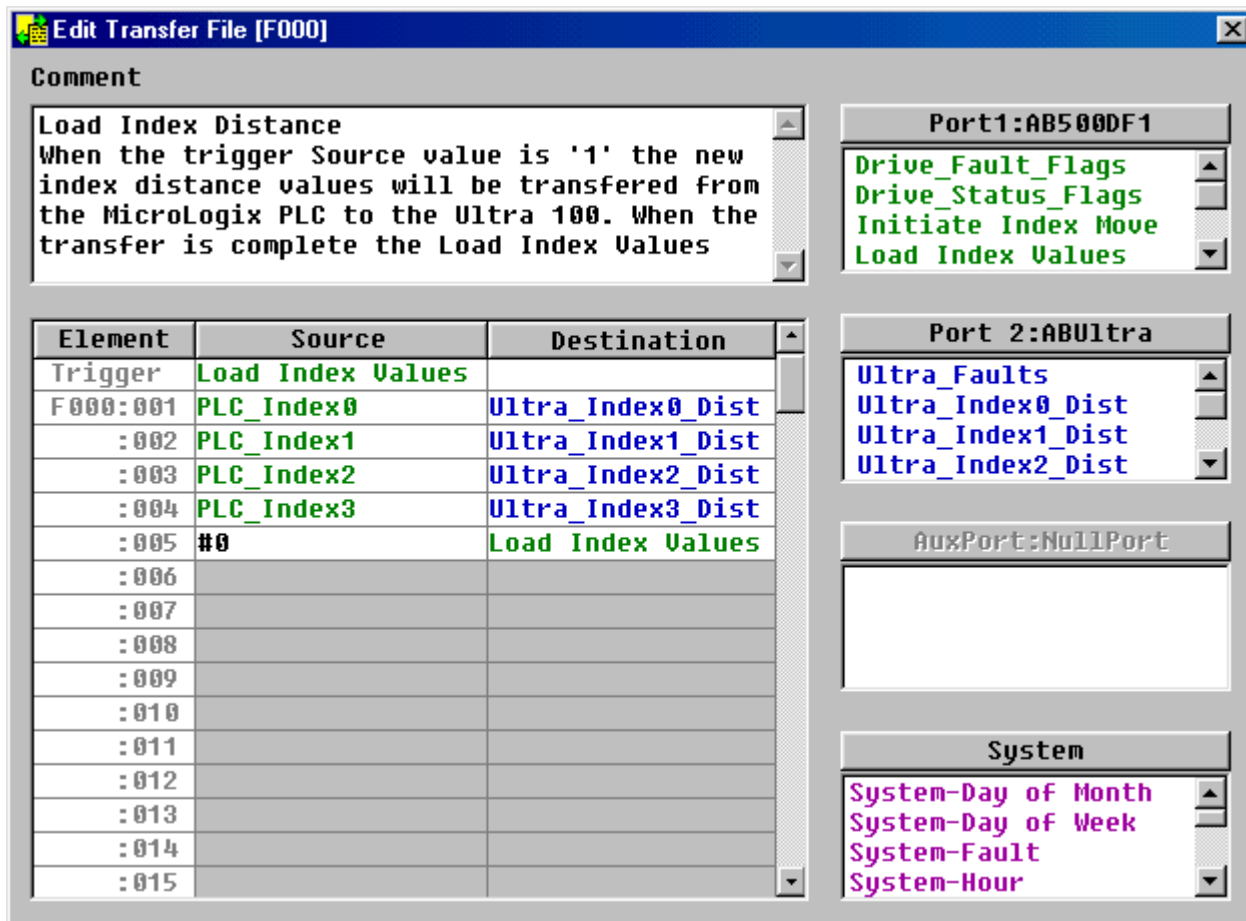 Edit Transfer File [F000]
Comment
Load Index Distance
When the trigger Source value is '1' the new
index distance values will be transfered from
the MicroLogix PLC to the Ultra 100. When the
transfer is complete the Load Index Values
Element Source Destination
Trigger Load Index Values
F000:001 PLC_Index0 Ultra_Index0_Dist
:002 PLC_Index1 Ultra_Index1_Dist
:003 PLC_Index2 Ultra_Index2_Dist
:004 PLC_Index3 Ultra_Index3_Dist
:005 #0 Load Index Values
:006
:007
:008
:009
:010
:011
:012
:013
:014
:015
Port1:AB500DF1
Drive_Fault_Flags
Drive_Status_Flags
Initiate Index Move
Load Index Values
Port 2:ABUltra
Ultra_Faults
Ultra_Index0_Dist
Ultra_Index1_Dist
Ultra_Index2_Dist
AuxPort:NullPort
System
System-Day of Month
System-Day of Week
System-Fault
System-Hour